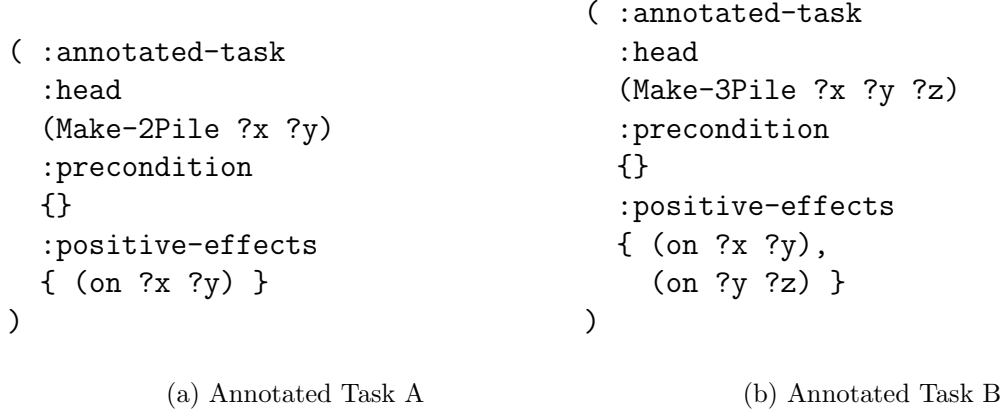 ( :annotated-task
:head
(Make-2Pile ?x ?y)
:precondition
{}
:positive-effects
{ (on ?x ?y) }
)
(a) Annotated Task A
( :annotated-task
:head
(Make-3Pile ?x ?y ?z)
:precondition
{}
:positive-effects
{ (on ?x ?y),
(on ?y ?z) }
)
(b) Annotated Task B